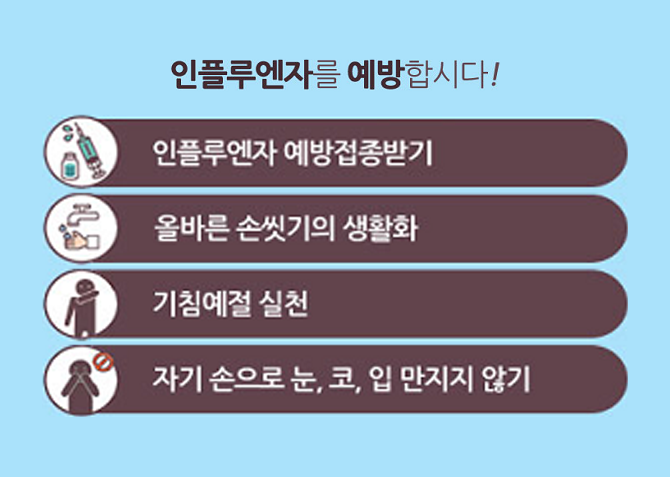 인플루엔자를 예방합시다!
인플루엔자 예방접종받기
올바른 손씻기의 생활화
기침예절 실천
자기 손으로 눈, 코, 입 만지지 않기